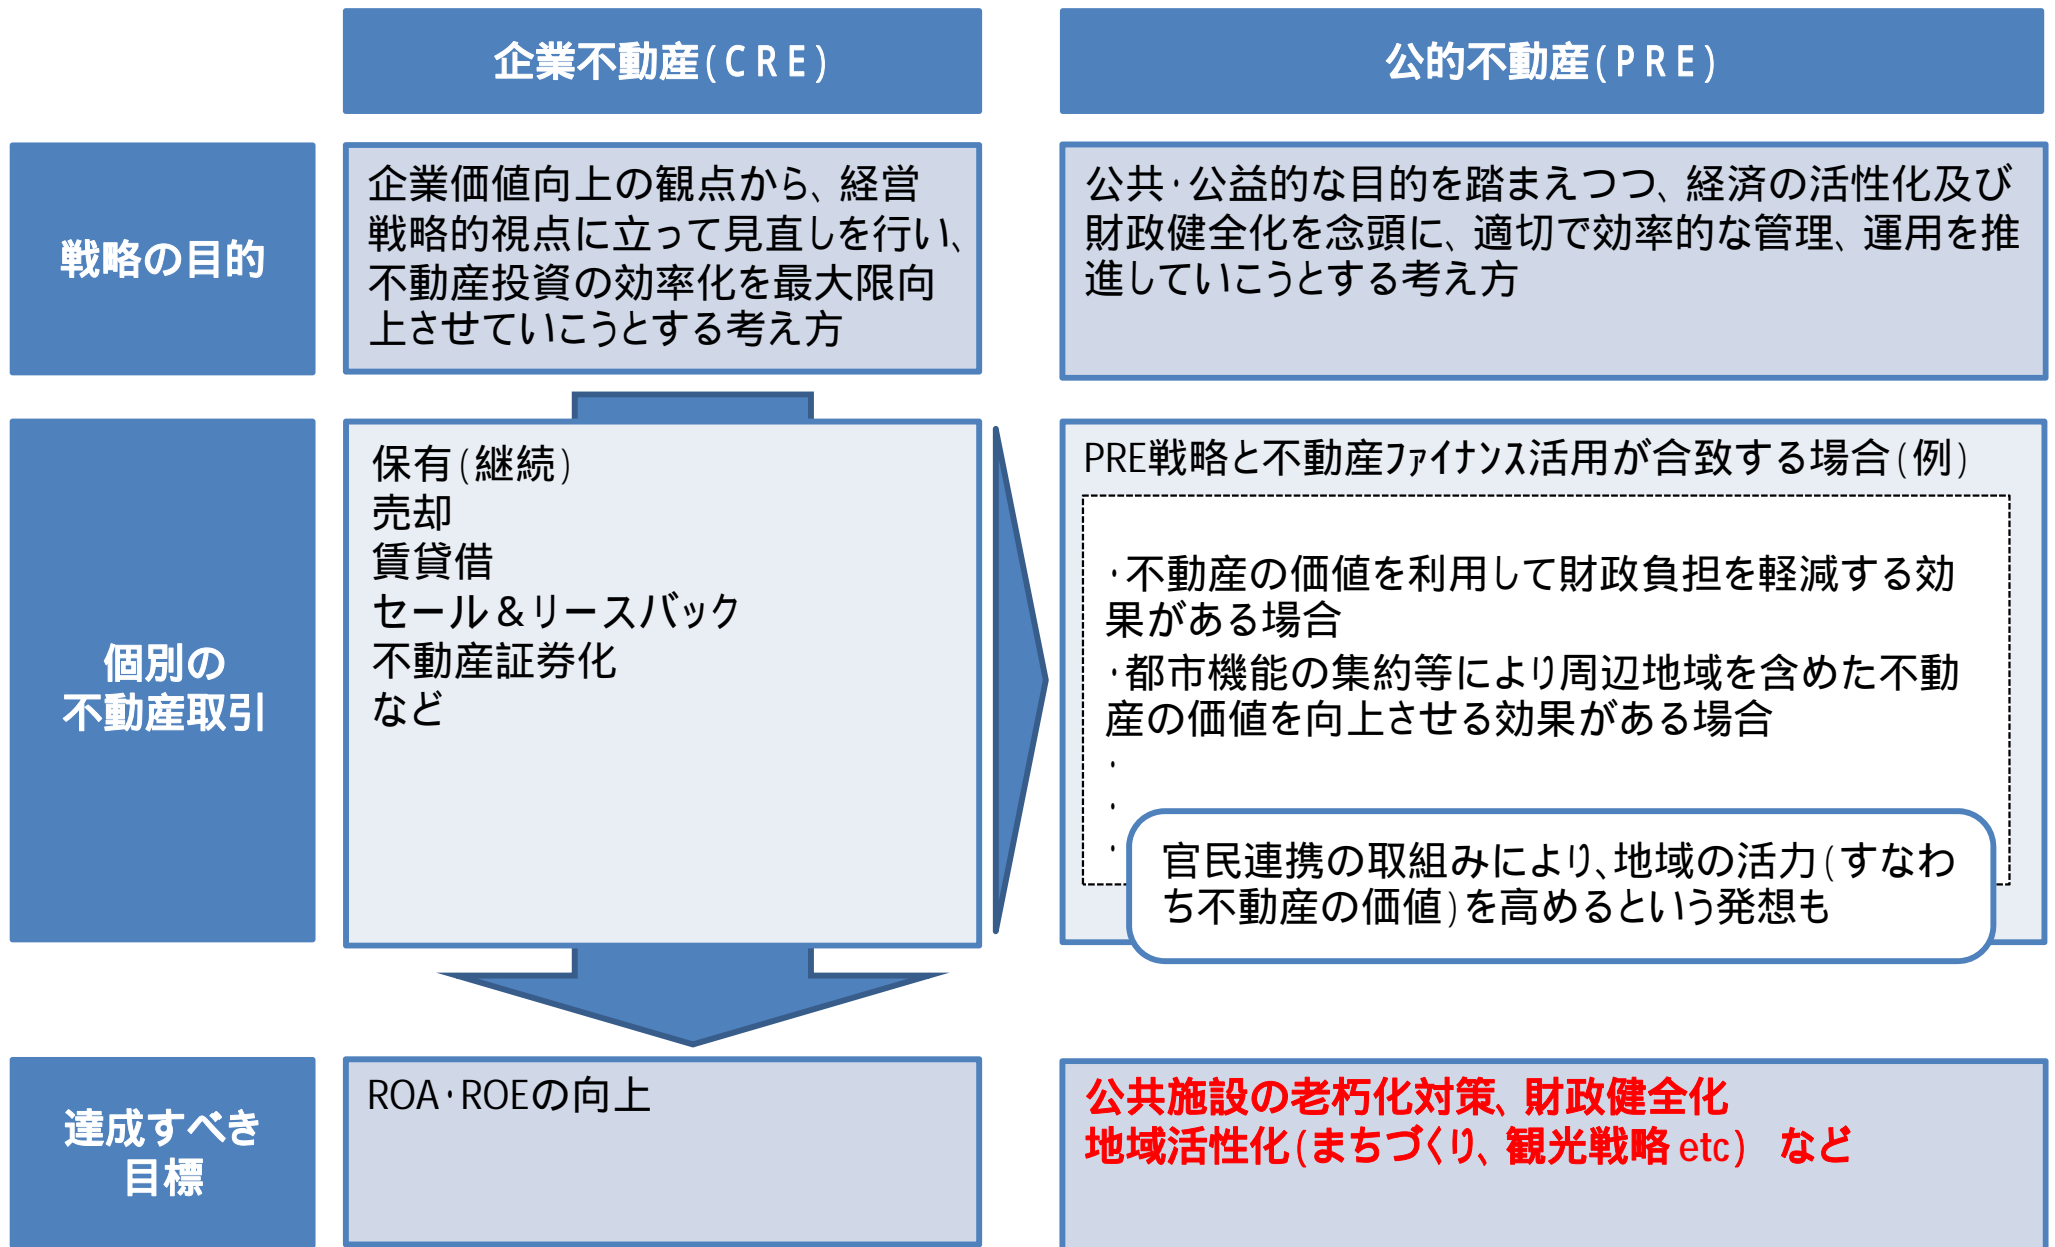 企業不動産(CRE)
公的不動産(PRE)
戦略の目的
企業価値向上の観点から、経営
戦略的視点に立って見直しを行い、
不動産投資の効率化を最大限向
上させていこうとする考え方
公共・公益的な目的を踏まえつつ、経済の活性化及び
財政健全化を念頭に、適切で効率的な管理、運用を推
進していこうとする考え方
個別の
不動産取引
保有(継続)
売却
賃貸借
セール&リースバック
不動産証券化
など
PRE戦略と不動産ファイナンス活用が合致する場合(例)
・不動産の価値を利用して財政負担を軽減する効
果がある場合
・都市機能の集約等により周辺地域を含めた不動
産の価値を向上させる効果がある場合
・
・
・
官民連携の取組みにより、地域の活力(すなわ
ち不動産の価値)を高めるという発想も
達成すべき
目標
ROA・ROEの向上
公共施設の老朽化対策、財政健全化
地域活性化(まちづくり、観光戦略etc) など